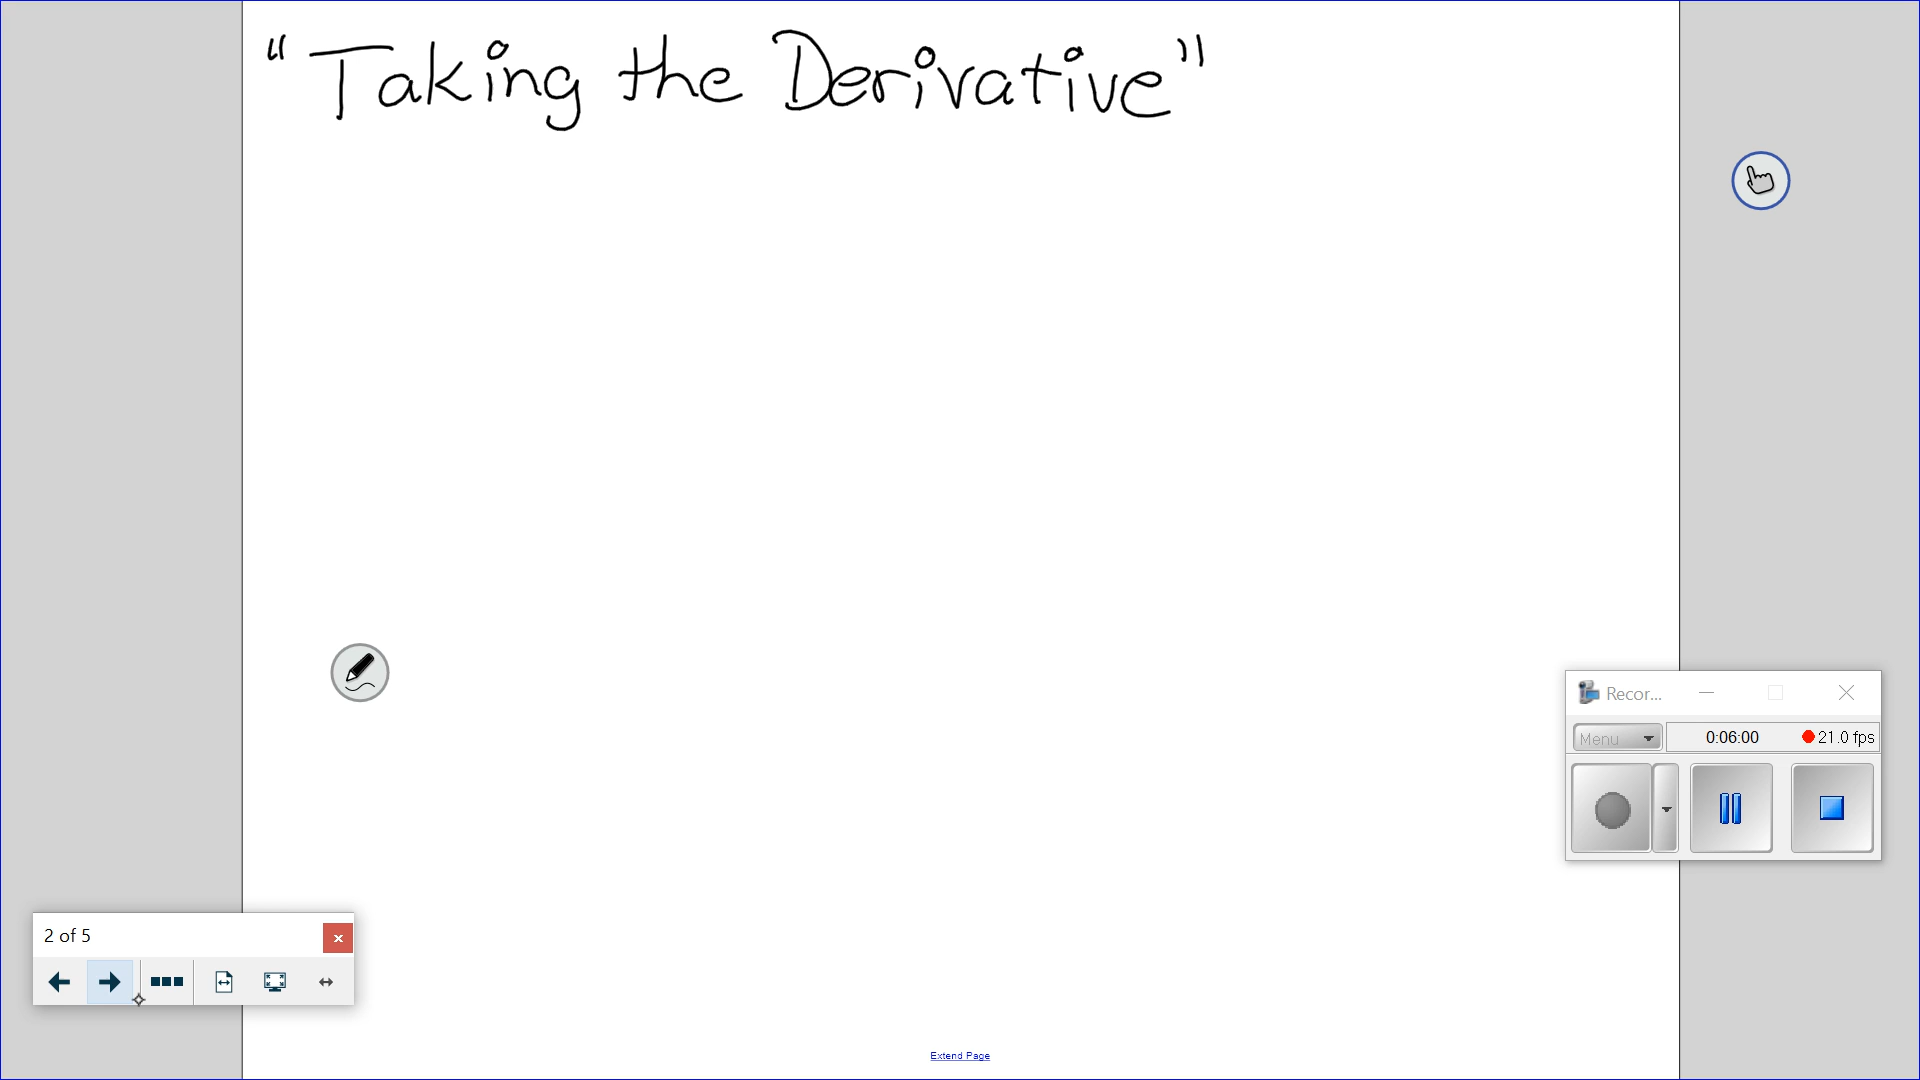 "Taking the Derivative"
Recor...
Menu
0:06:00
21.0 fps
2 of 5
Extend Page